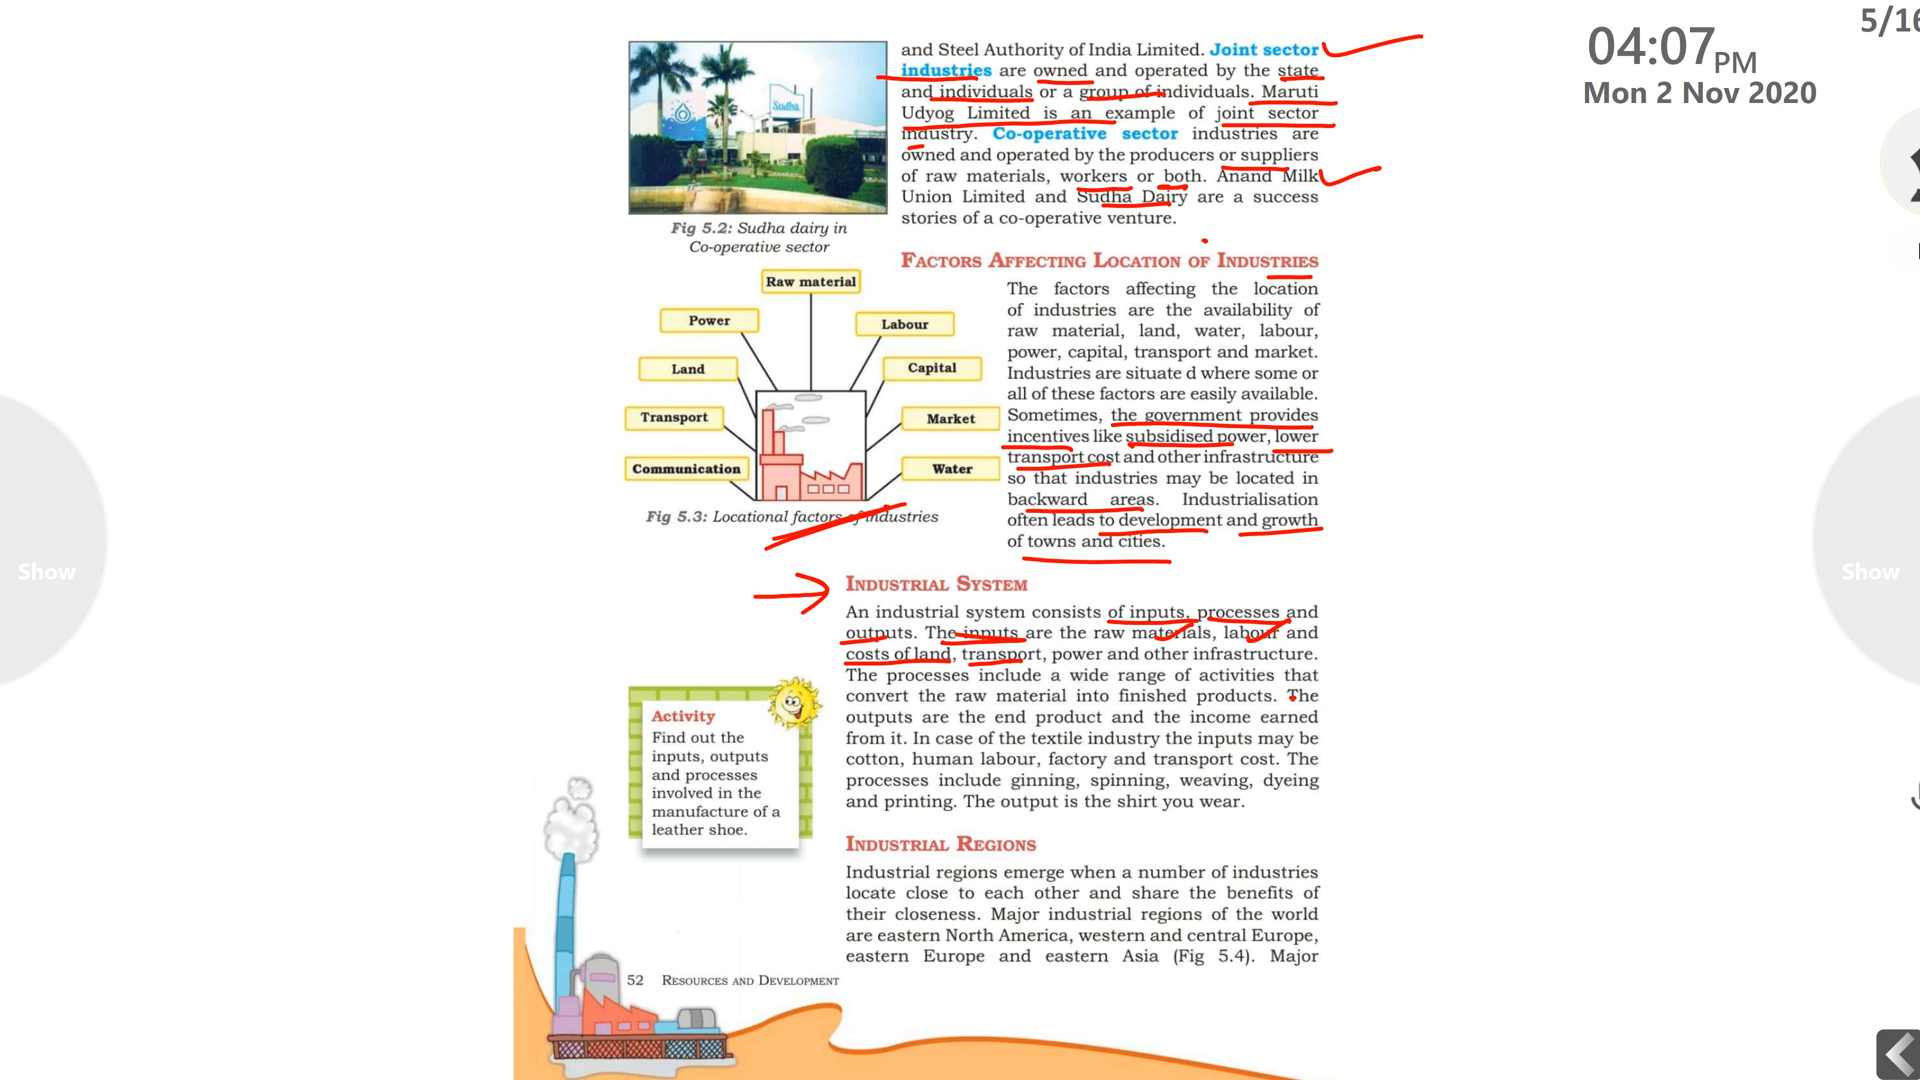 5/16
04:07 PM
Mon 2 Nov 2020
and Steel Authority of India Limited. Joint sector
industries are owned and operated by the state
and individuals or a group of individuals. Maruti
Udyog Limited is an example of joint sector
industry. Co-operative sector industries are
owned and operated by the producers or suppliers
of raw materials, workers or both. Anand Milk
Union Limited and Sudha Dairy are a success
stories of a co-operative venture.
Sudha
Fig 5.2: Sudha dairy in
Co-operative sector
FACTORS AFFECTING LOCATION OF INDUSTRIES
The factors affecting the location
of industries are the availability of
raw material, land, water, labour,
power, capital, transport and market.
Industries are situate d where some or
all of these factors are easily available.
Sometimes, the government provides
incentives like subsidised power, lower
transport cost and other infrastructure
so that industries may be located in
backward areas. Industrialisation
often leads to development and growth
of towns and cities.
Raw material
Power
Labour
Land
Capital
Transport
Market
Communication
Water
Fig 5.3: Locational factors of industries
INDUSTRIAL SYSTEM
An industrial system consists of inputs, processes and
outputs. The inputs are the raw materials, labour and
costs of land, transport, power and other infrastructure.
The processes include a wide range of activities that
convert the raw material into finished products. The
outputs are the end product and the income earned
from it. In case of the textile industry the inputs may be
cotton, human labour, factory and transport cost. The
processes include ginning, spinning, weaving, dyeing
and printing. The output is the shirt you wear.
Activity
Find out the
inputs, outputs
and processes
involved in the
manufacture of a
leather shoe.
INDUSTRIAL REGIONS
Industrial regions emerge when a number of industries
locate close to each other and share the benefits of
their closeness. Major industrial regions of the world
are eastern North America, western and central Europe,
eastern Europe and eastern Asia (Fig 5.4). Major
52 RESOURCES AND DEVELOPMENT
Show
Show